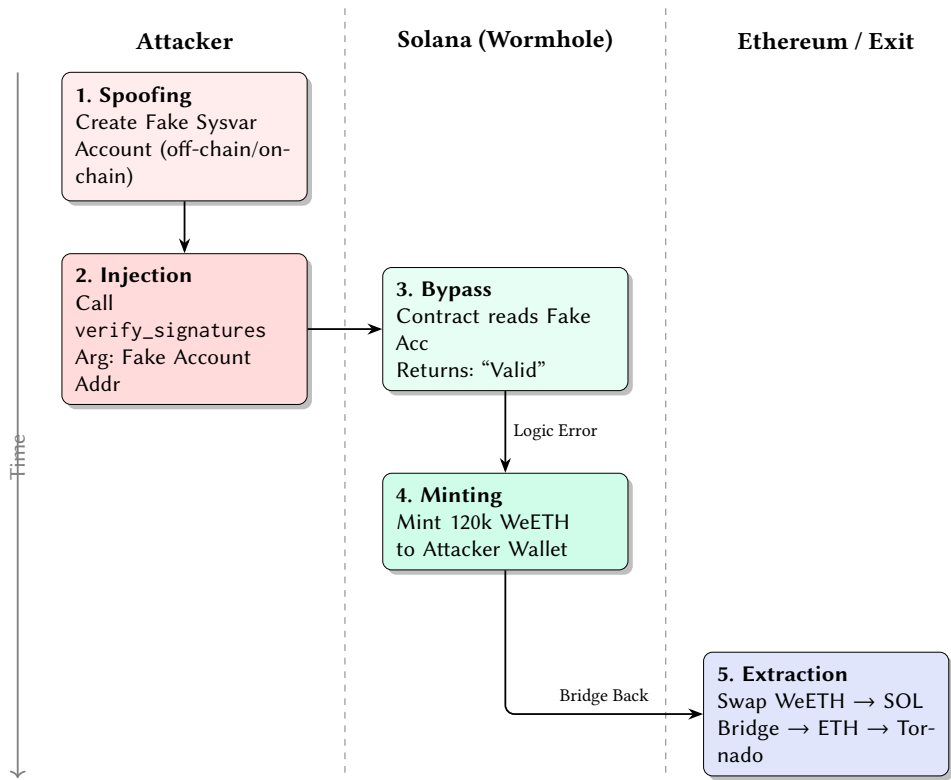 Attacker
Solana (Wormhole)
Ethereum / Exit
1. Spoofing
Create Fake Sysvar
Account (off-chain/on-
chain)
2. Injection
Call
verify_signatures
Arg: Fake Account
Addr
3. Bypass
Contract reads Fake
Acc
Returns: “Valid”
Logic Error
Time
4. Minting
Mint 120k WeETH
to Attacker Wallet
Bridge Back
5. Extraction
Swap WeETH → SOL
Bridge → ETH → Tor-
nado